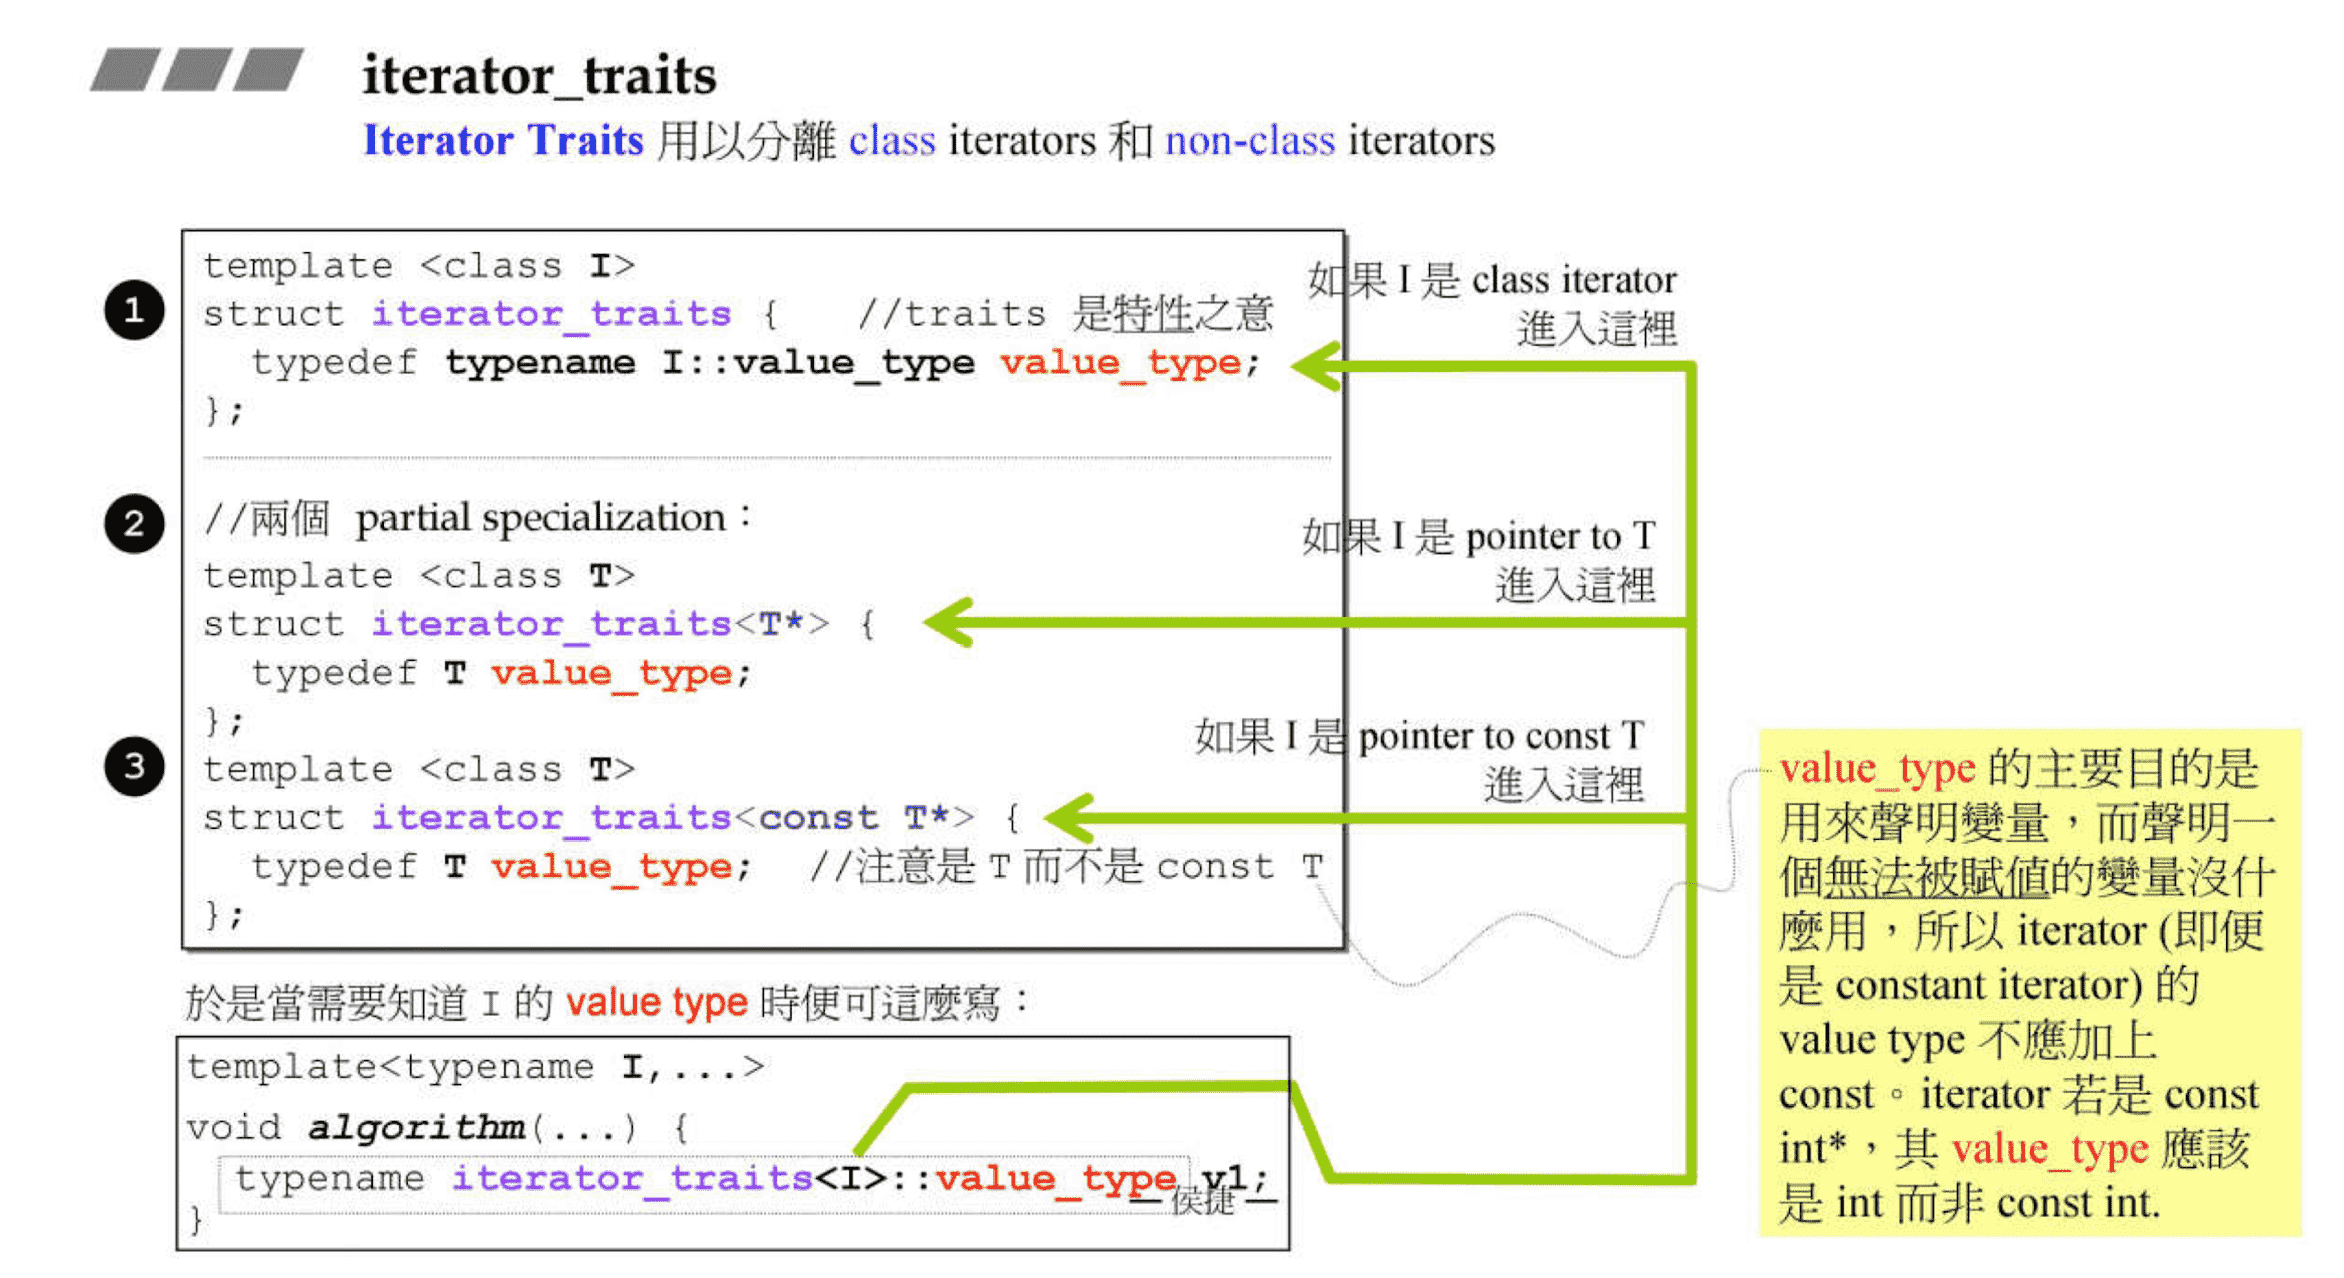 iterator_traits
Iterator Traits 用以分離 class iterators 和 non-class iterators
1
template <class I>
struct iterator_traits {   //traits 是特性之意
  typedef typename I::value_type value_type;
};
如果 I 是 class iterator
進入這裡
2
//兩個 partial specialization：
template <class T>
struct iterator_traits<T*> {
  typedef T value_type;
};
如果 I 是 pointer to T
進入這裡
3
template <class T>
struct iterator_traits<const T*> {
  typedef T value_type;  //注意是 T 而不是 const T
};
如果 I 是 pointer to const T
進入這裡
value_type 的主要目的是
用來聲明變量，而聲明一
個無法被賦值的變量沒什
麼用，所以 iterator (即便
是 constant iterator) 的
value type 不應加上
const。iterator 若是 const
int*，其 value_type 應該
是 int 而非 const int.
於是當需要知道 I 的 value type 時便可這麼寫：
template<typename I,...>
void algorithm(...) {
  typename iterator_traits<I>::value_type v1;
}
— 侯捷 —